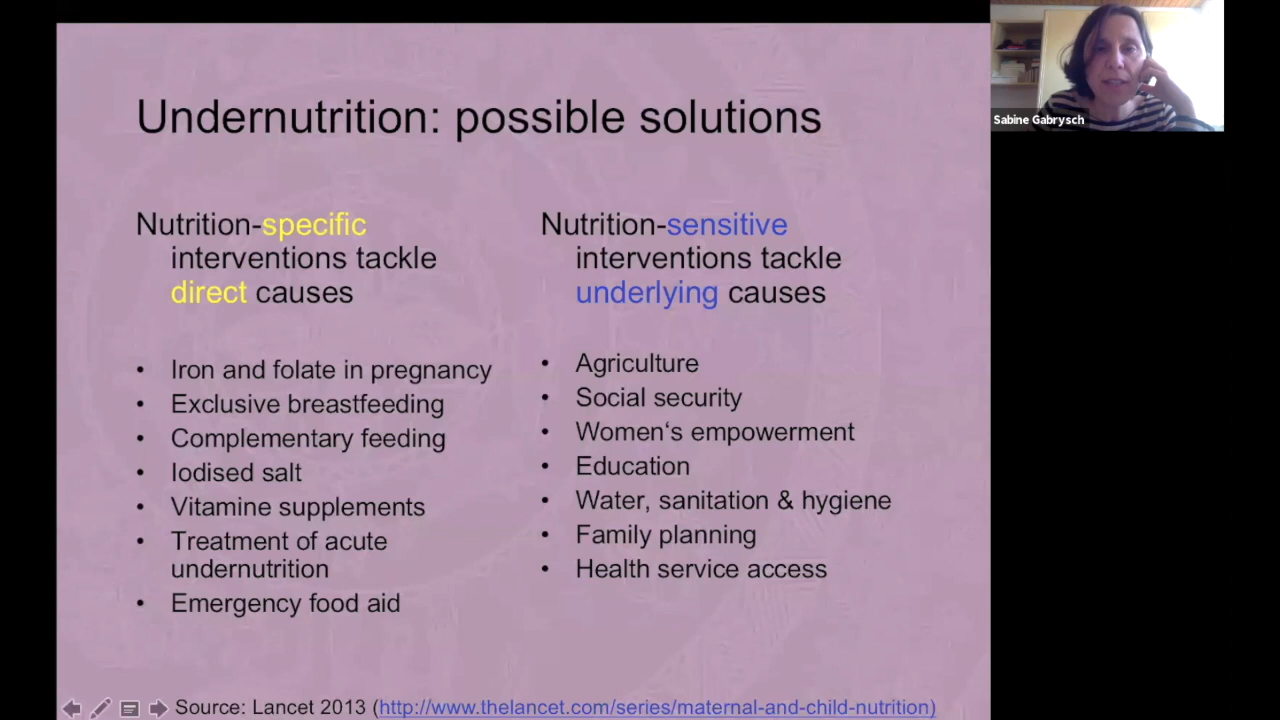 Undernutrition: possible solutions
Nutrition-specific
interventions tackle
direct causes
• Iron and folate in pregnancy
• Exclusive breastfeeding
• Complementary feeding
• Iodised salt
• Vitamine supplements
• Treatment of acute
undernutrition
• Emergency food aid
Nutrition-sensitive
interventions tackle
underlying causes
• Agriculture
• Social security
• Women‘s empowerment
• Education
• Water, sanitation & hygiene
• Family planning
• Health service access
Source: Lancet 2013 (http://www.thelancet.com/series/maternal-and-child-nutrition)
Sabine Gabrysch